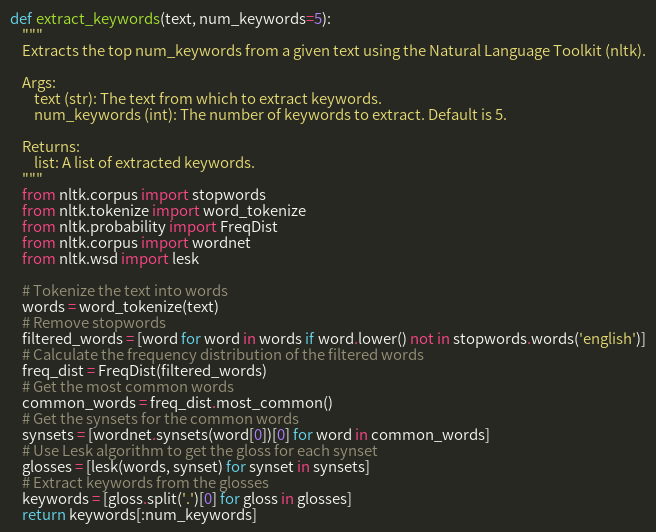 def extract_keywords(text, num_keywords=5):
    """
    Extracts the top num_keywords from a given text using the Natural Language Toolkit (nltk).

    Args:
        text (str): The text from which to extract keywords.
        num_keywords (int): The number of keywords to extract. Default is 5.

    Returns:
        list: A list of extracted keywords.
    """
    from nltk.corpus import stopwords
    from nltk.tokenize import word_tokenize
    from nltk.probability import FreqDist
    from nltk.corpus import wordnet
    from nltk.wsd import lesk

    # Tokenize the text into words
    words = word_tokenize(text)
    # Remove stopwords
    filtered_words = [word for word in words if word.lower() not in stopwords.words('english')]
    # Calculate the frequency distribution of the filtered words
    freq_dist = FreqDist(filtered_words)
    # Get the most common words
    common_words = freq_dist.most_common()
    # Get the synsets for the common words
    synsets = [wordnet.synsets(word[0])[0] for word in common_words]
    # Use Lesk algorithm to get the gloss for each synset
    glosses = [lesk(words, synset) for synset in synsets]
    # Extract keywords from the glosses
    keywords = [gloss.split('.')[0] for gloss in glosses]
    return keywords[:num_keywords]